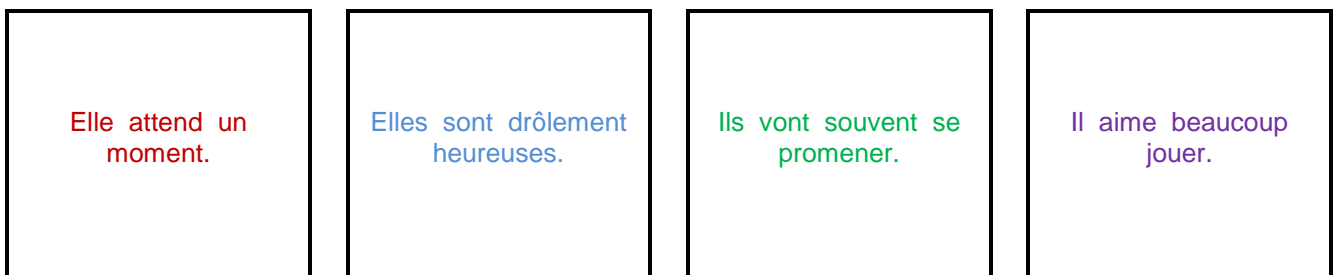 Elle attend un
moment.
Elles sont drôlement
heureuses.
Ils vont souvent se
promener.
Il aime beaucoup
jouer.